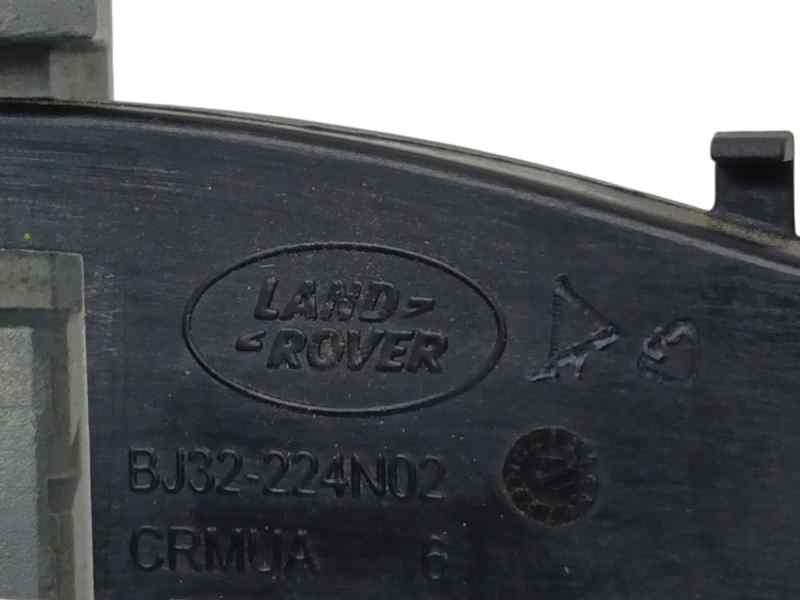 LAND
ROVER
BJ32-224N02
CRMUA 6